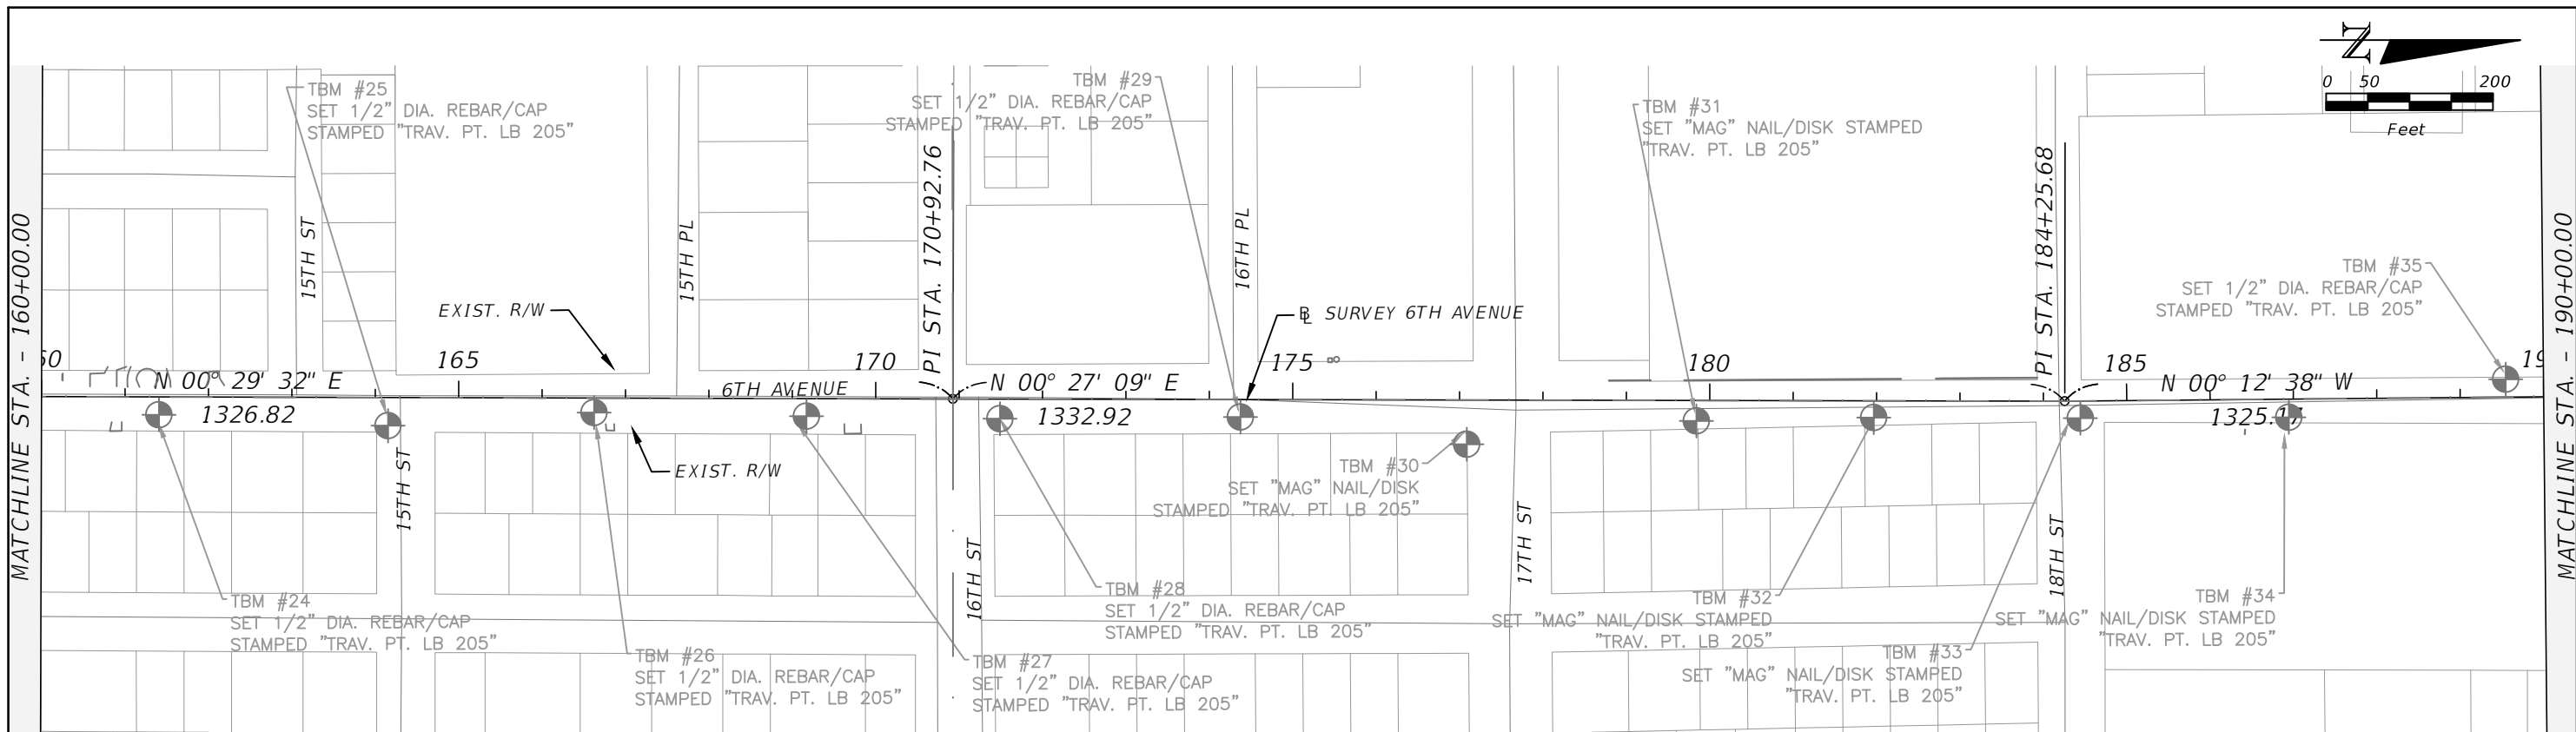 N
0 50 200
Feet
TBM #25
SET 1/2" DIA. REBAR/CAP
STAMPED "TRAV. PT. LB 205"
TBM #29
SET 1/2" DIA. REBAR/CAP
STAMPED "TRAV. PT. LB 205"
TBM #31
SET "MAG" NAIL/DISK STAMPED
"TRAV. PT. LB 205"
TBM #35
SET 1/2" DIA. REBAR/CAP
STAMPED "TRAV. PT. LB 205"
MATCHLINE STA. - 160+00.00
15TH ST
15TH PL
PI STA. 170+92.76
16TH PL
PI STA. 184+25.68
MATCHLINE STA. - 190+00.00
EXIST. R/W
BL SURVEY 6TH AVENUE
60 165 170 175 180 185 19
N 00° 29' 32" E
6TH AVENUE
N 00° 27' 09" E
N 00° 12' 38" W
1326.82
1332.92
EXIST. R/W
15TH ST
16TH ST
17TH ST
18TH ST
TBM #30
SET "MAG" NAIL/DISK
STAMPED "TRAV. PT. LB 205"
TBM #24
SET 1/2" DIA. REBAR/CAP
STAMPED "TRAV. PT. LB 205"
TBM #26
SET 1/2" DIA. REBAR/CAP
STAMPED "TRAV. PT. LB 205"
TBM #27
SET 1/2" DIA. REBAR/CAP
STAMPED "TRAV. PT. LB 205"
TBM #28
SET 1/2" DIA. REBAR/CAP
STAMPED "TRAV. PT. LB 205"
TBM #32
SET "MAG" NAIL/DISK STAMPED
"TRAV. PT. LB 205"
TBM #33
SET "MAG" NAIL/DISK STAMPED
"TRAV. PT. LB 205"
TBM #34
SET "MAG" NAIL/DISK STAMPED
"TRAV. PT. LB 205"